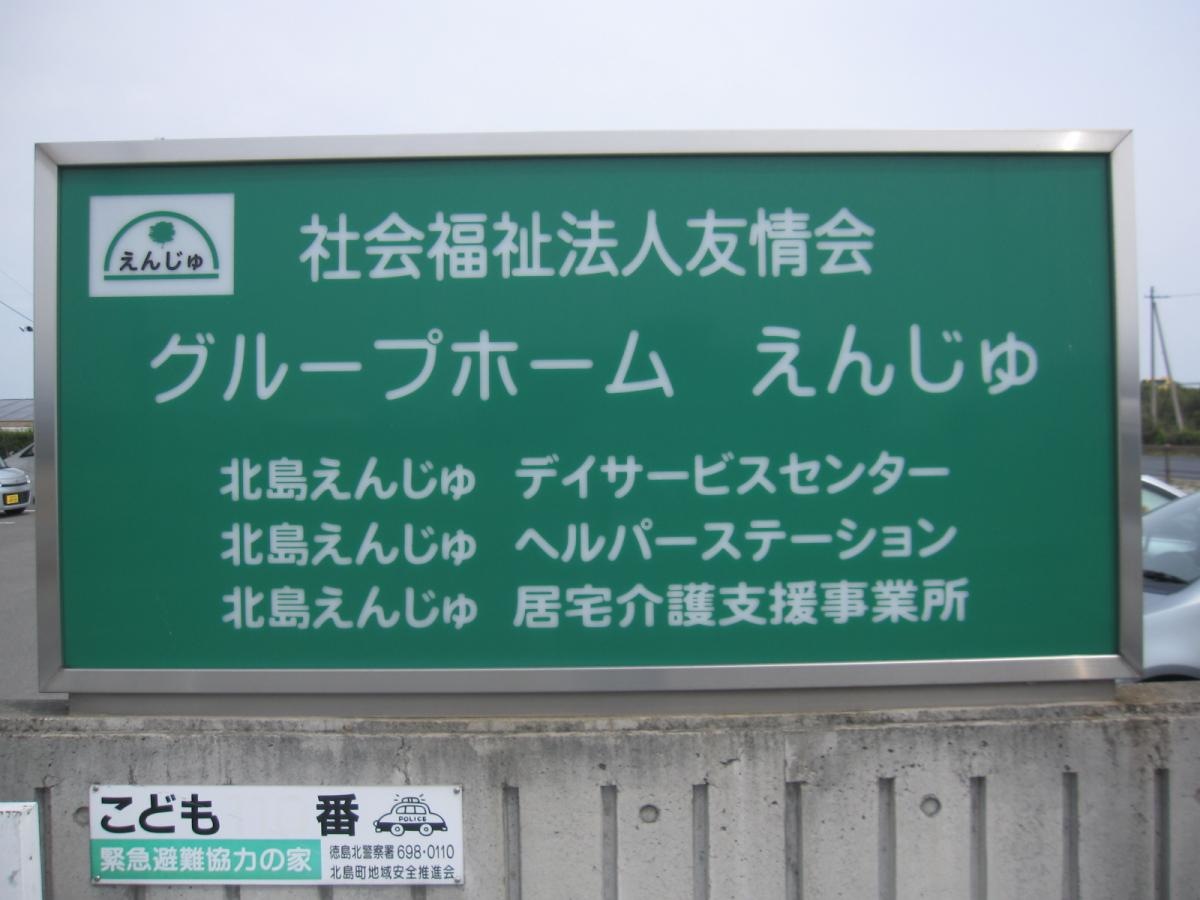 えんじゅ
社会福祉法人友情会
グループホーム えんじゅ
北島えんじゅ デイサービスセンター
北島えんじゅ ヘルパーステーション
北島えんじゅ 居宅介護支援事業所
こども 番
POLICE
緊急避難協力の家
徳島北警察署698・0110
北島町地域安全推進会